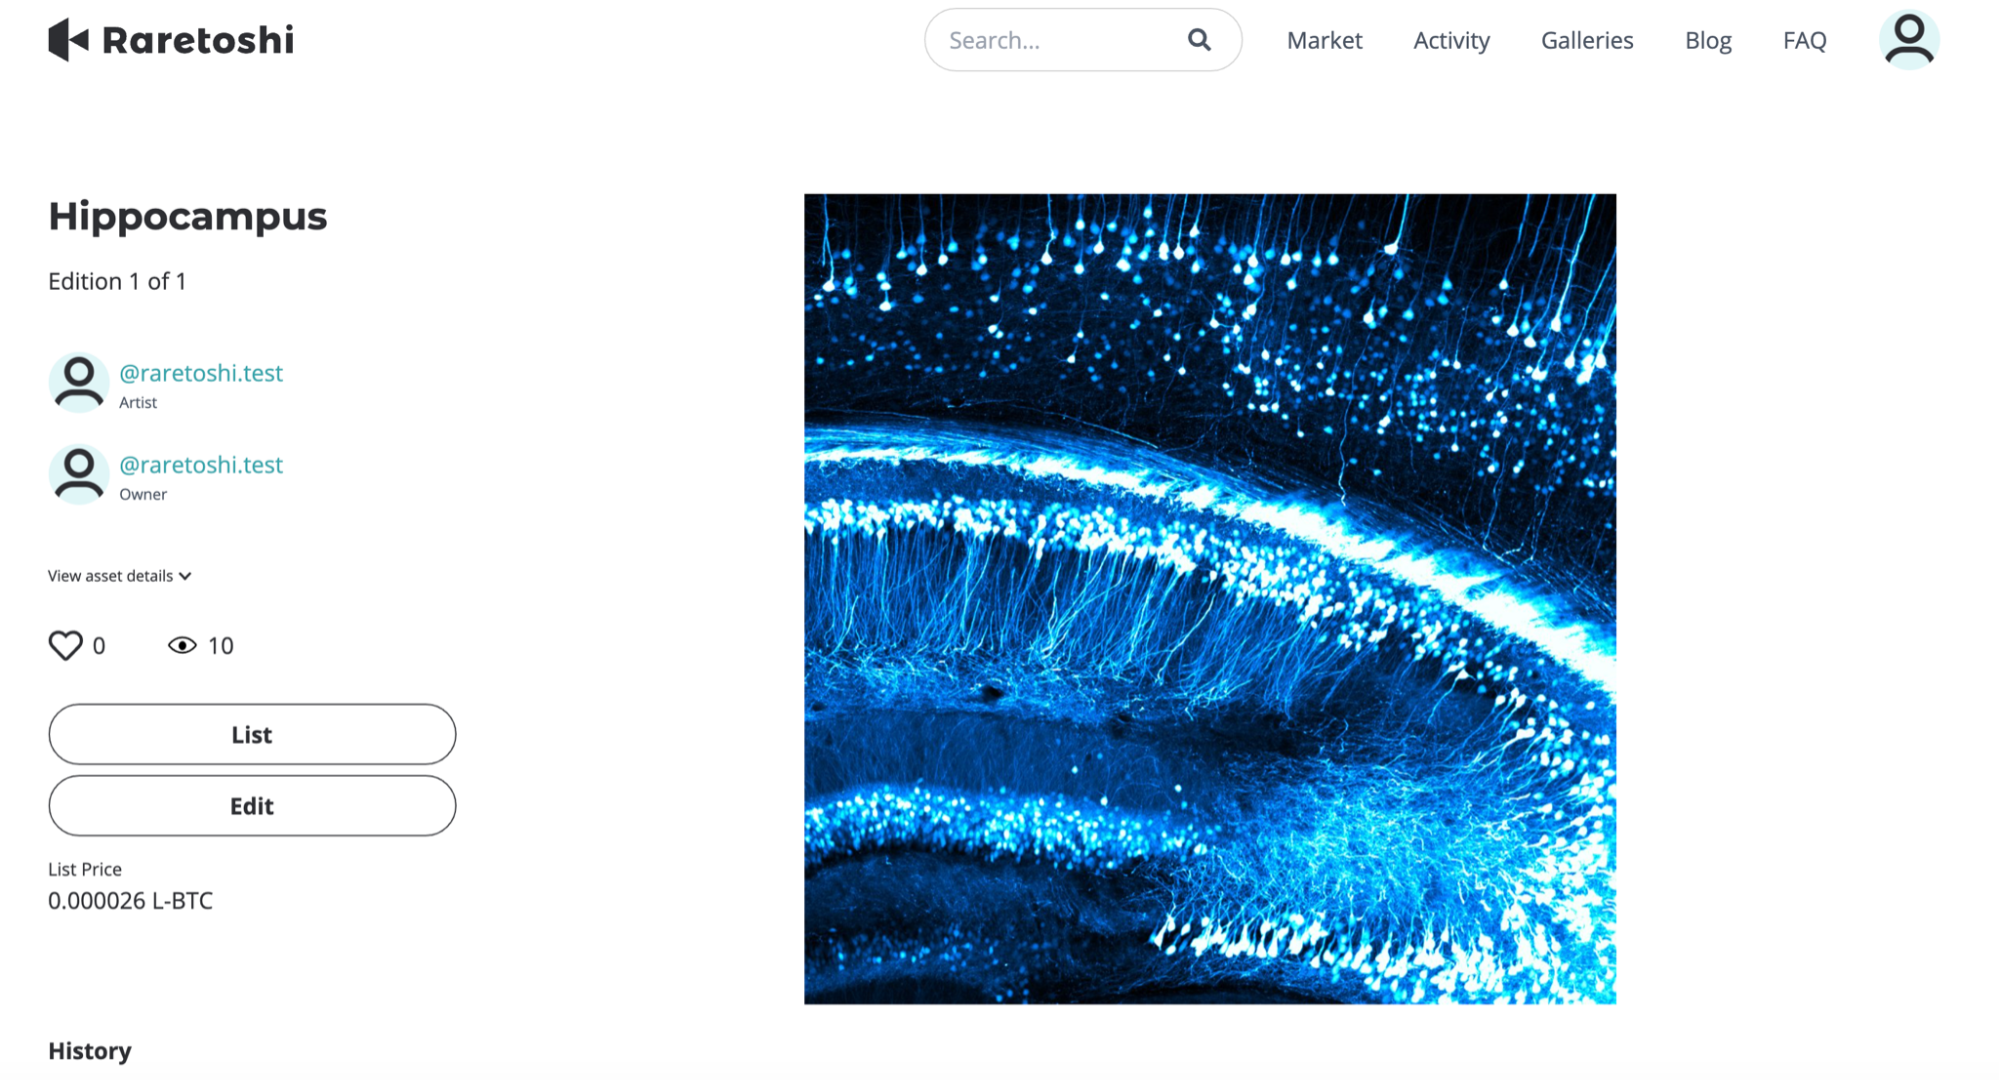 Raretoshi
Search...
Market
Activity
Galleries
Blog
FAQ
Hippocampus
Edition 1 of 1
@raretoshi.test
Artist
@raretoshi.test
Owner
View asset details
0
10
List
Edit
List Price
0.000026 L-BTC
History